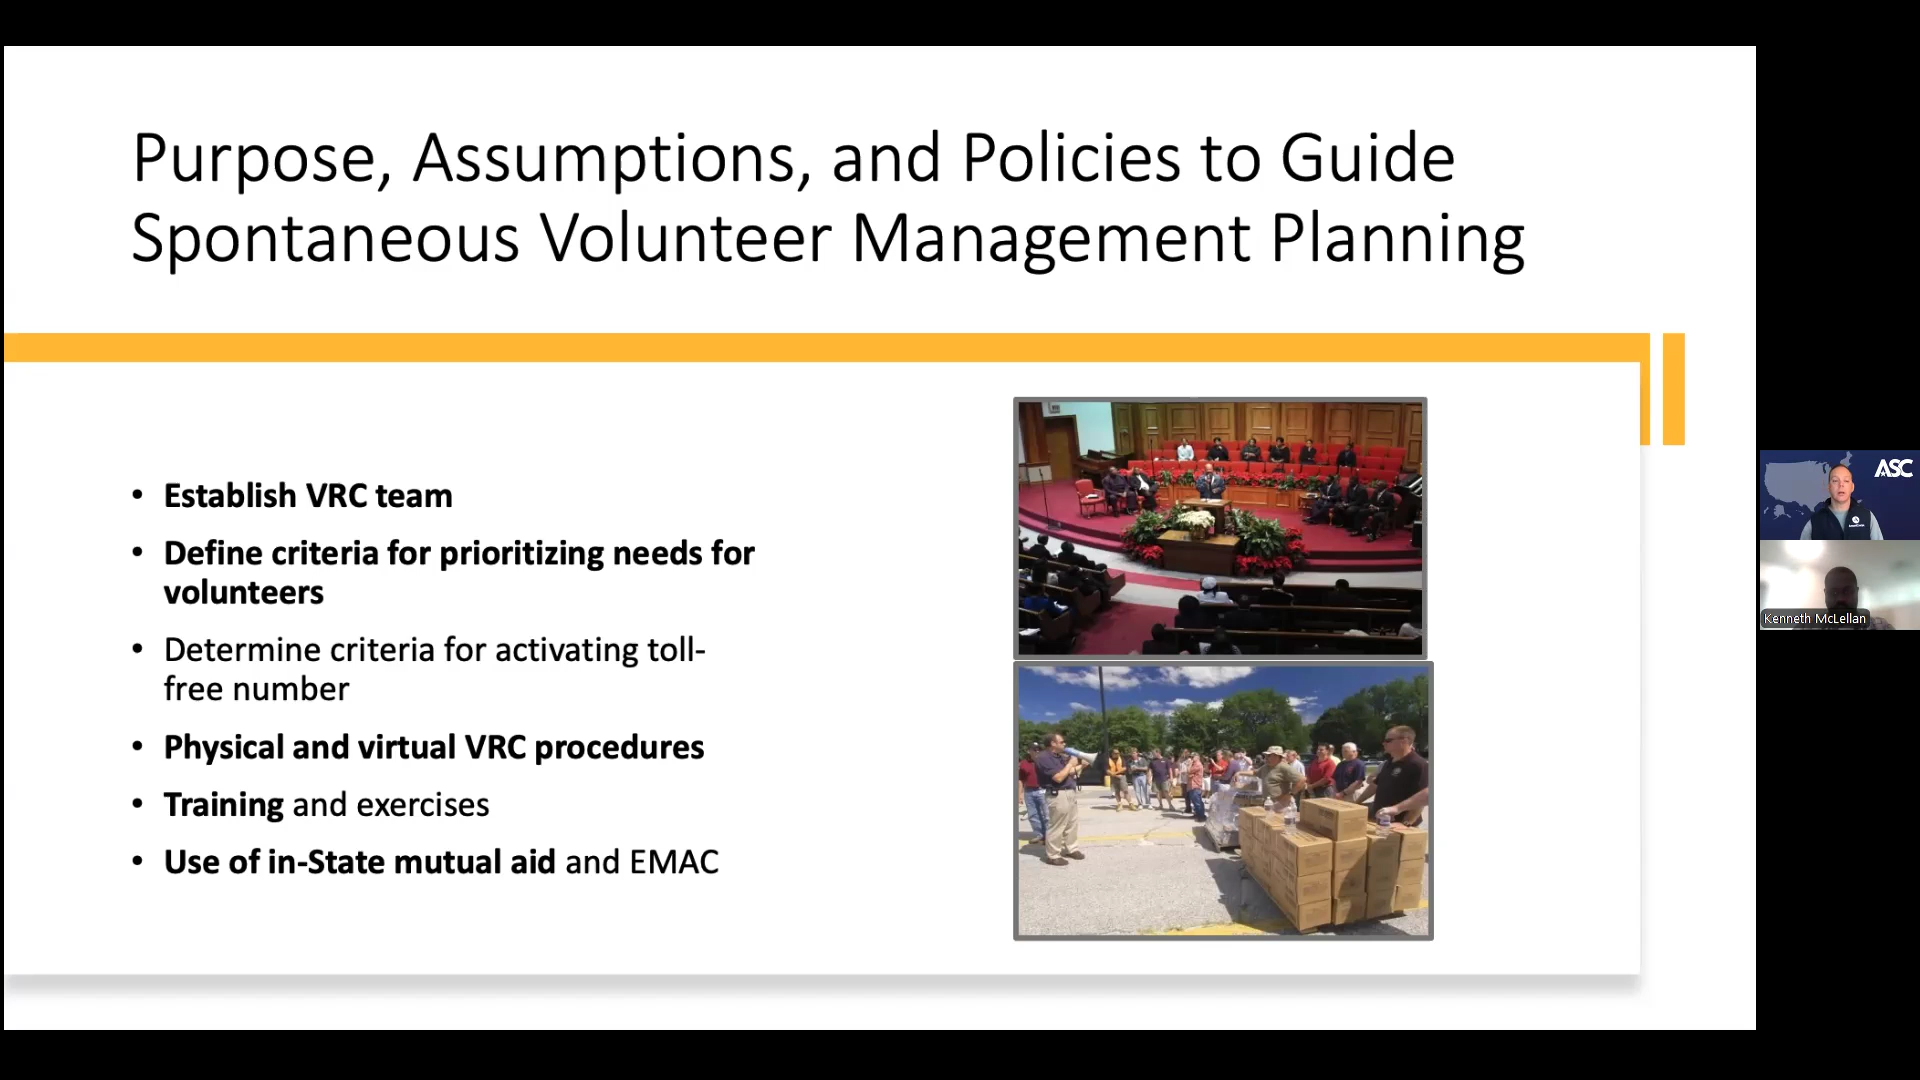 Purpose, Assumptions, and Policies to Guide
Spontaneous Volunteer Management Planning
• Establish VRC team
• Define criteria for prioritizing needs for
volunteers
• Determine criteria for activating toll-
free number
• Physical and virtual VRC procedures
• Training and exercises
• Use of in-State mutual aid and EMAC
ASC
Kenneth McLellan